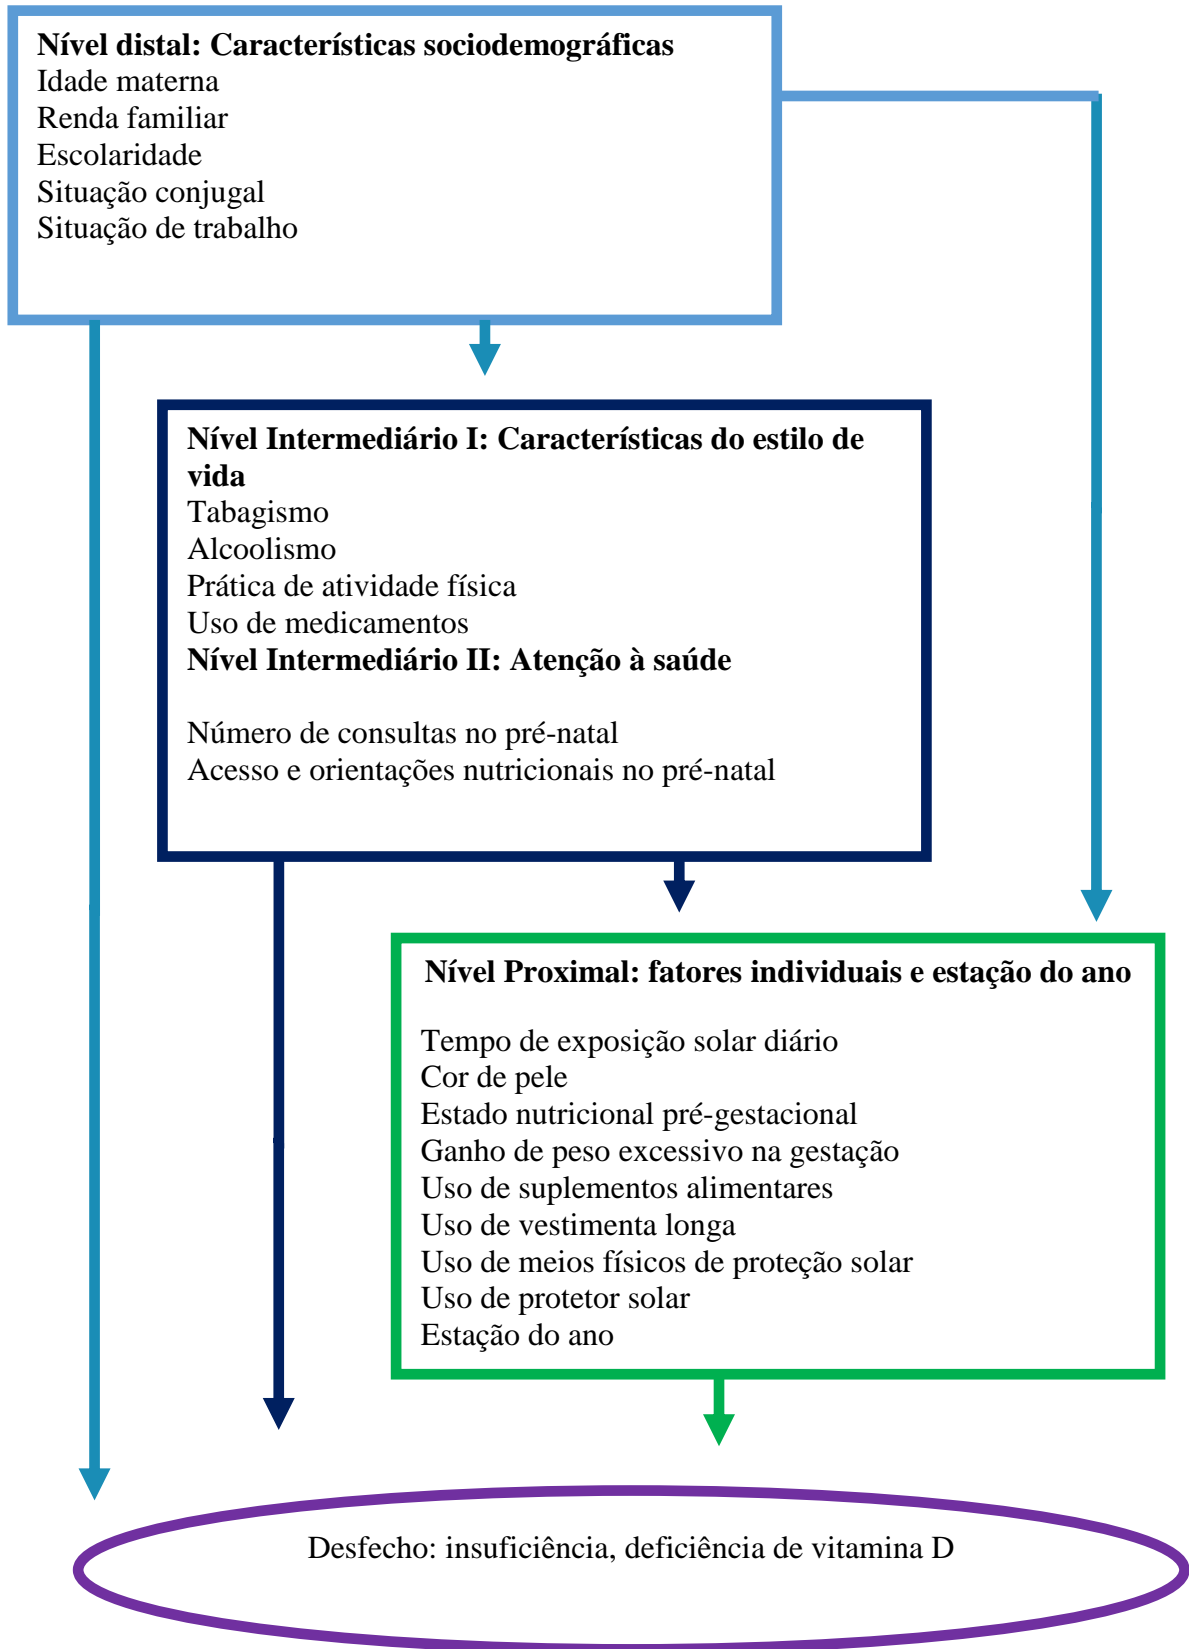 Nível distal: Características sociodemográficas
Idade materna
Renda familiar
Escolaridade
Situação conjugal
Situação de trabalho
Nível Intermediário I: Características do estilo de
vida
Tabagismo
Alcoolismo
Prática de atividade física
Uso de medicamentos
Nível Intermediário II: Atenção à saúde
Número de consultas no pré-natal
Acesso e orientações nutricionais no pré-natal
Nível Proximal: fatores individuais e estação do ano
Tempo de exposição solar diário
Cor de pele
Estado nutricional pré-gestacional
Ganho de peso excessivo na gestação
Uso de suplementos alimentares
Uso de vestimenta longa
Uso de meios físicos de proteção solar
Uso de protetor solar
Estação do ano
Desfecho: insuficiência, deficiência de vitamina D